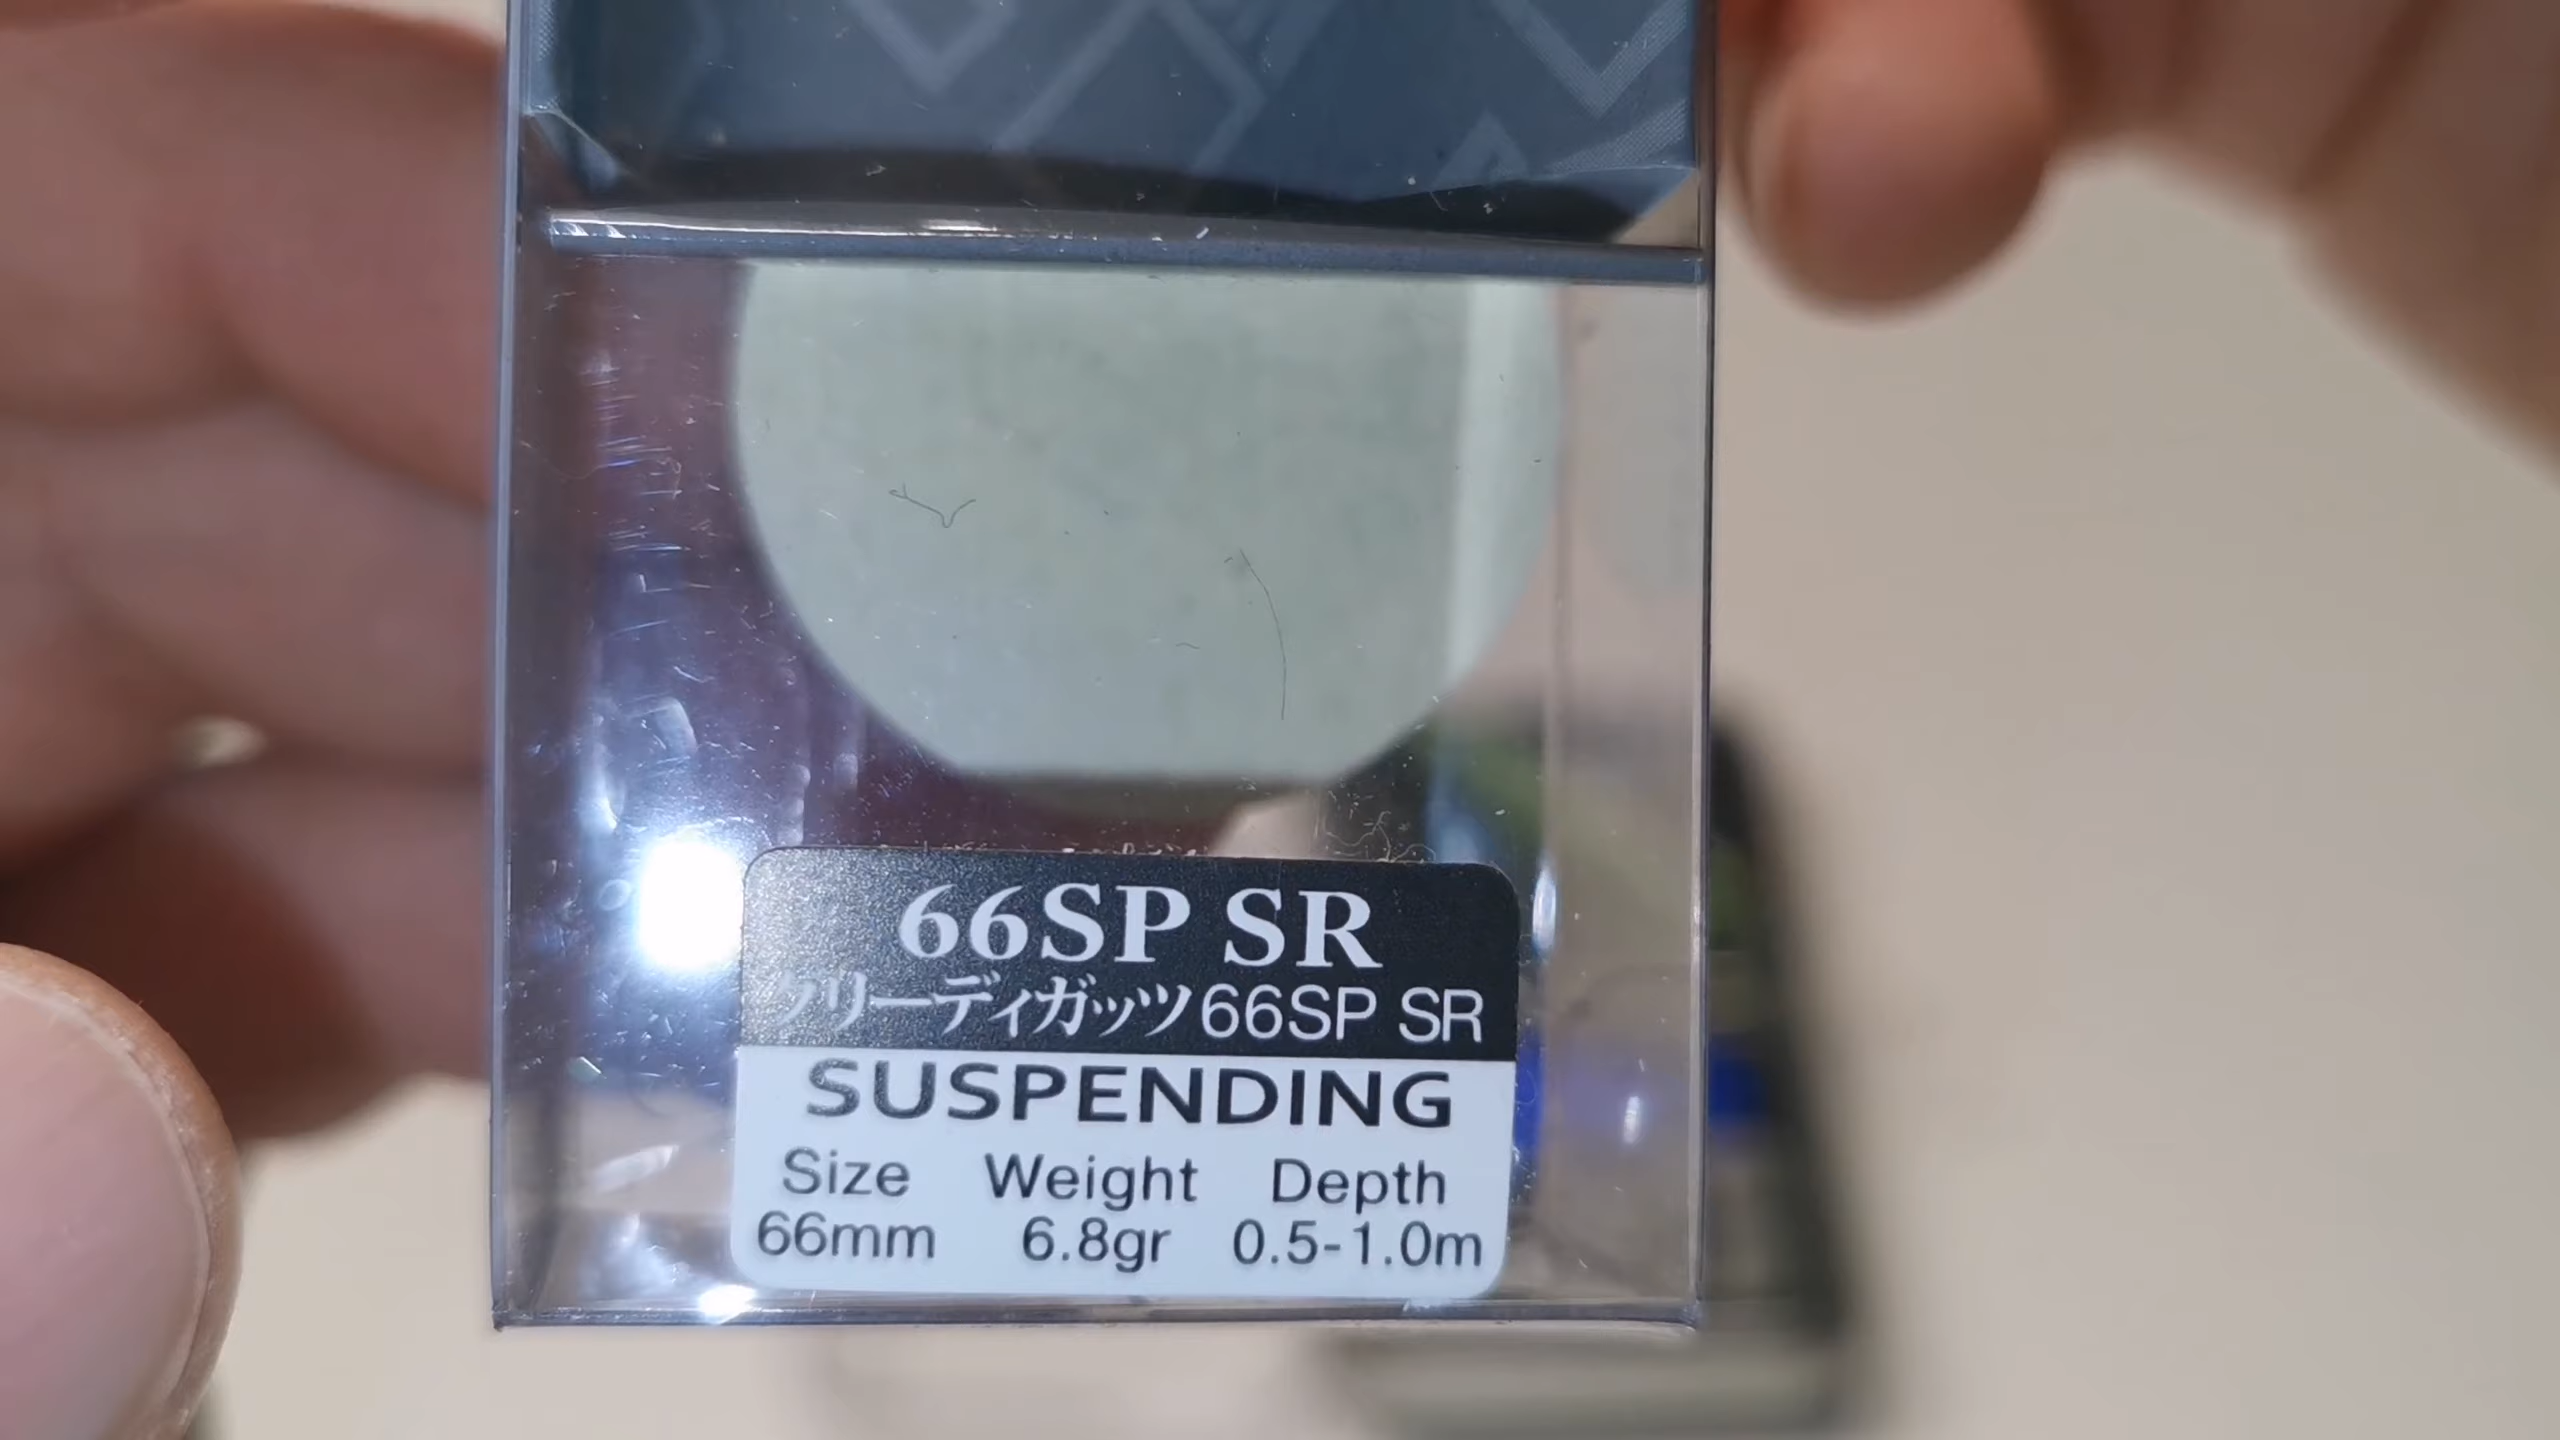 66SP SR
グリーディガッツ66SP SR
SUSPENDING
Size Weight Depth
66mm 6.8gr 0.5-1.0m